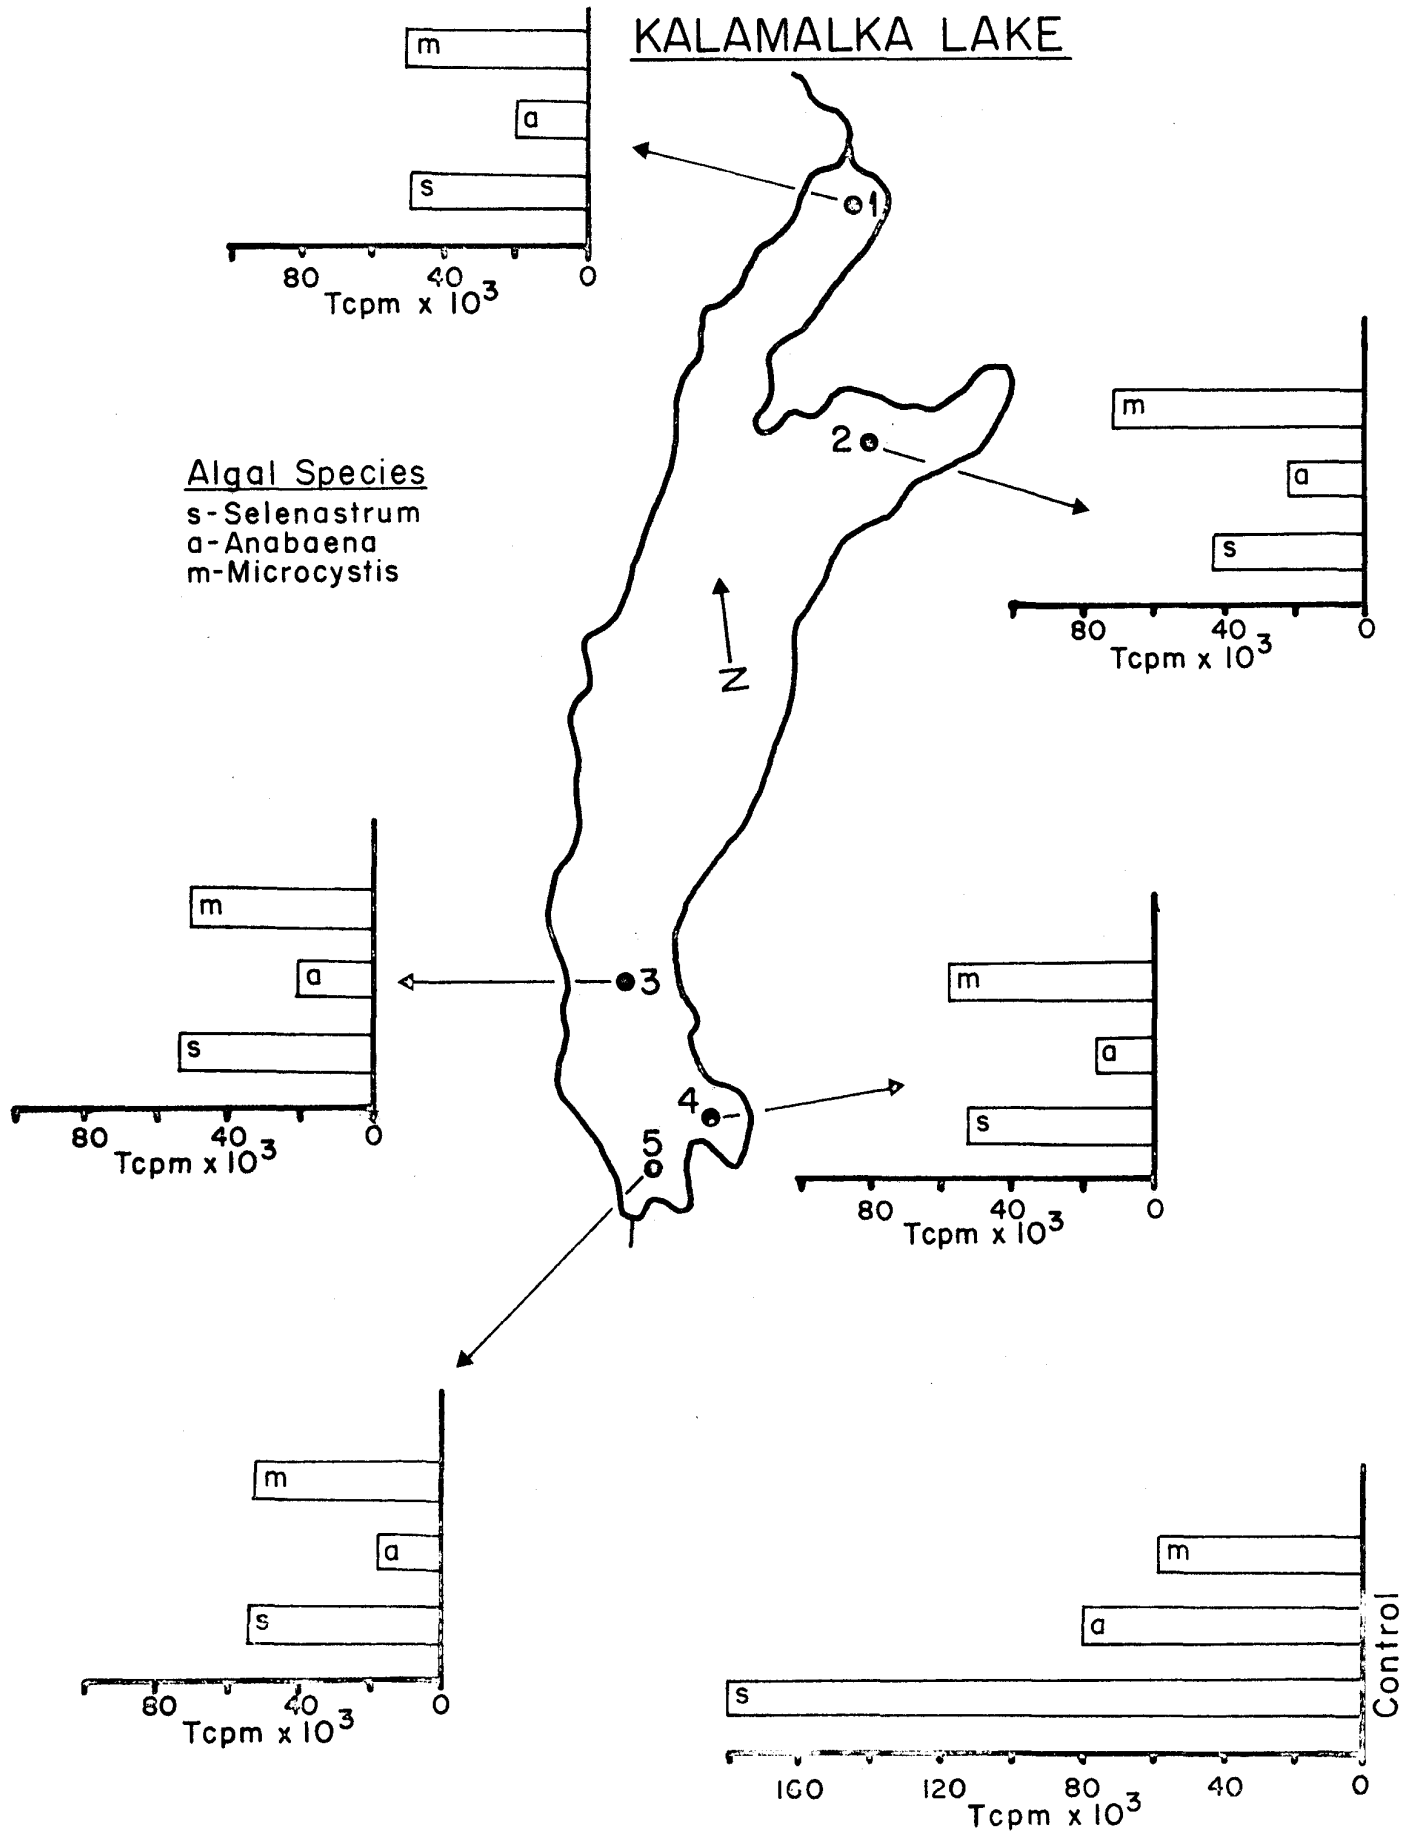 KALAMALKA LAKE
m
a
s
80 40 0
Tcpm x 10³
1
m
a
s
80 40 0
Tcpm x 10³
2
Algal Species
s-Selenastrum
a-Anabaena
m-Microcystis
N
m
a
s
80 40 0
Tcpm x 10³
3
m
a
s
80 40 0
Tcpm x 10³
4
5
m
a
s
80 40 0
Tcpm x 10³
m
a
s
Control
160 120 80 40 0
Tcpm x 10³